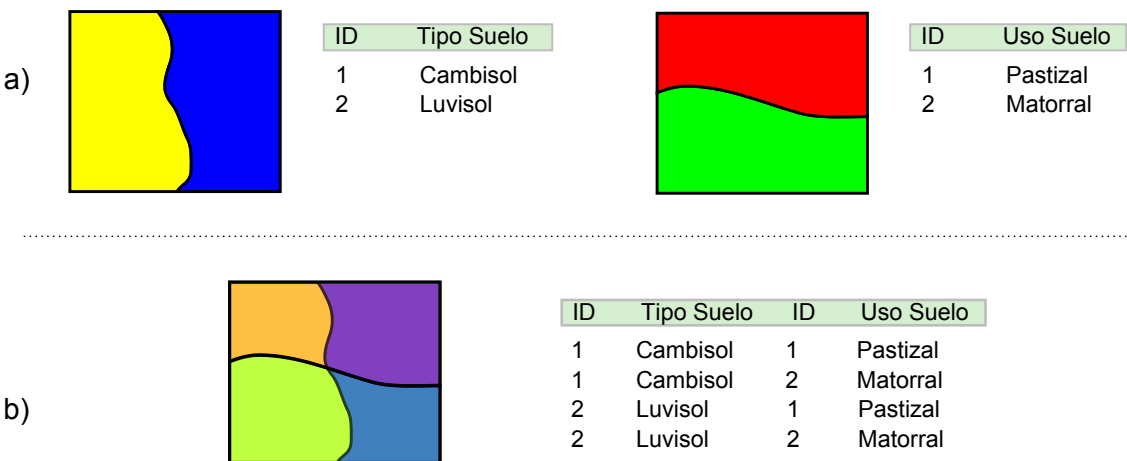 ID Tipo Suelo
1 Cambisol
2 Luvisol
a)
ID Uso Suelo
1 Pastizal
2 Matorral
ID Tipo Suelo ID Uso Suelo
1 Cambisol 1 Pastizal
1 Cambisol 2 Matorral
2 Luvisol 1 Pastizal
2 Luvisol 2 Matorral
b)